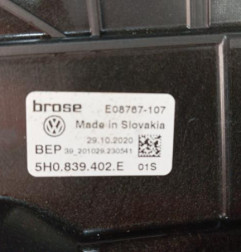 brose E08767-107
Made in Slovakia
29.10.2020
BEP 39_201029.230541
5H0.839.402.E 01S